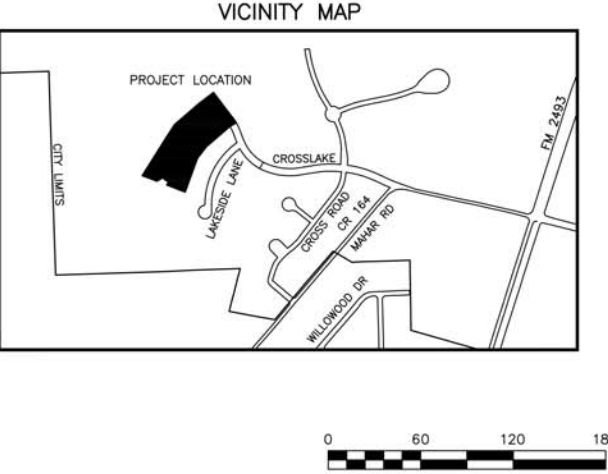 VICINITY MAP
PROJECT LOCATION
FM 2493
CITY LIMITS
CROSSLAKE
LAKESIDE LANE
CROSS ROAD
CR 164
MAHAR RD
WILLOWOOD DR
0 60 120 18